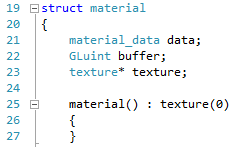 19 struct material
20 {
21 material_data data;
22 GLuint buffer;
23 texture* texture;
24
25 material() : texture(0)
26 {
27 }